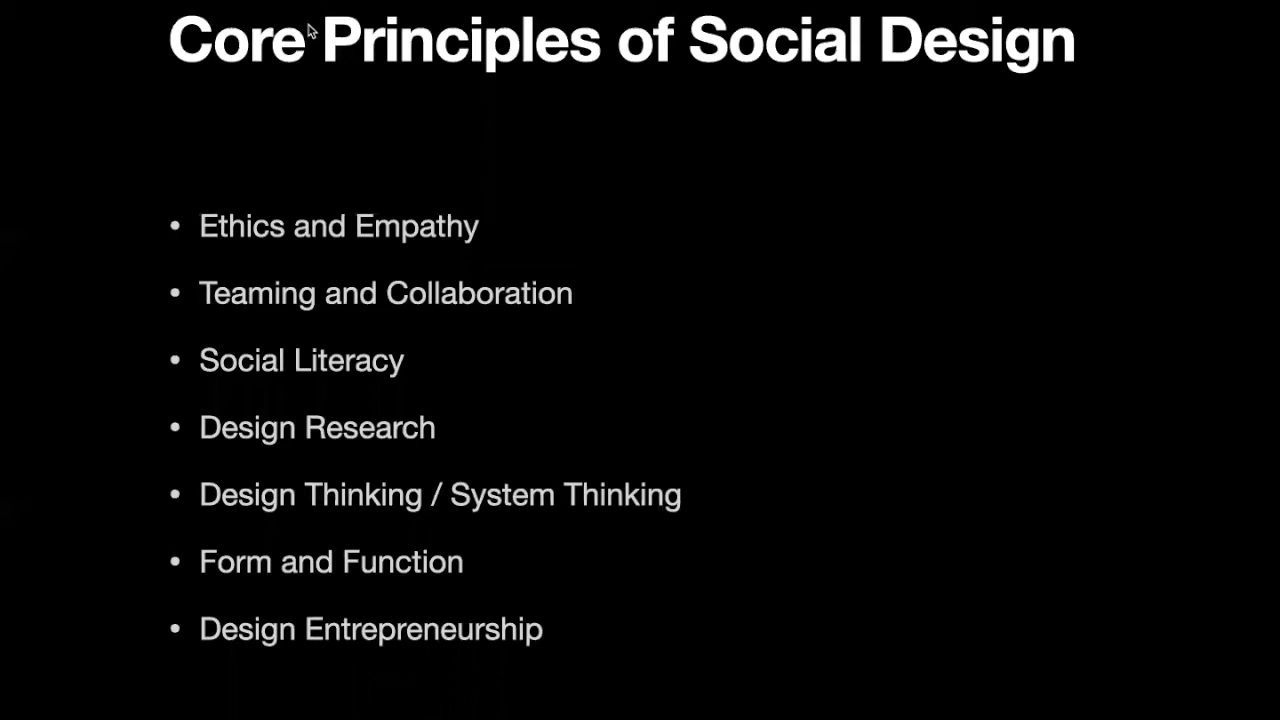 Core Principles of Social Design
• Ethics and Empathy
• Teaming and Collaboration
• Social Literacy
• Design Research
• Design Thinking / System Thinking
• Form and Function
• Design Entrepreneurship